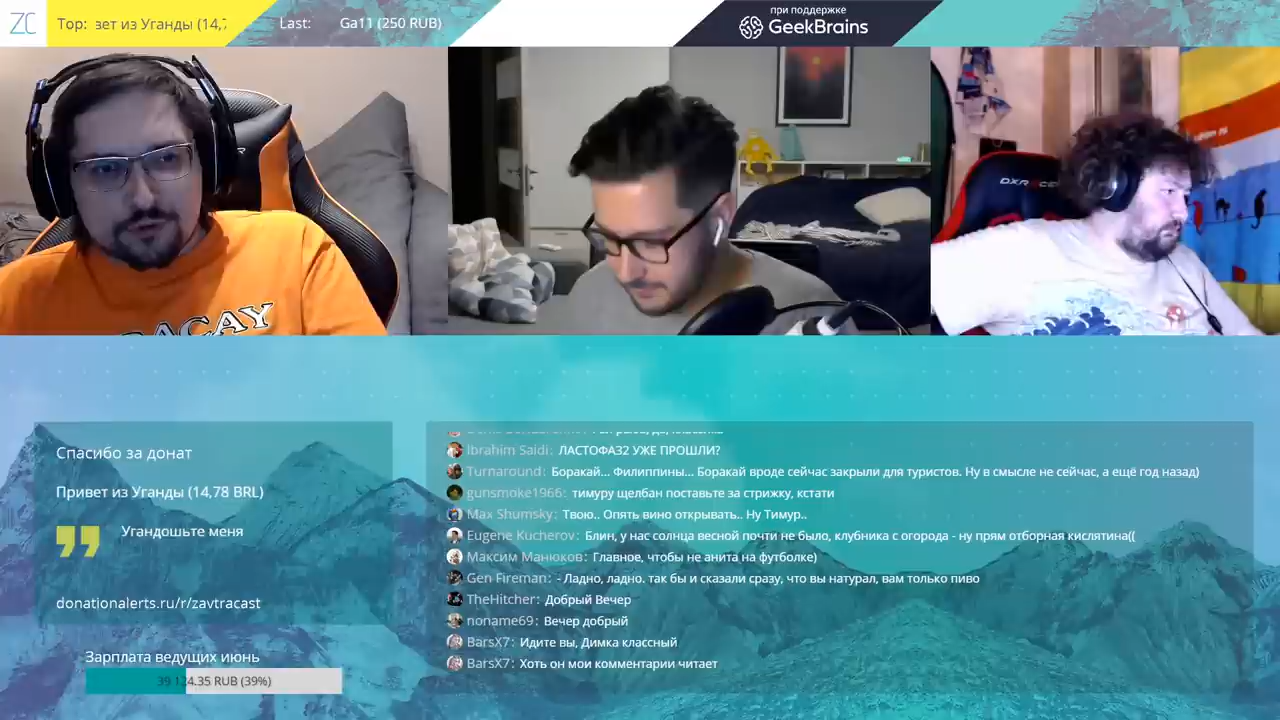 ZC
Top: зет из Уганды (14,7
Last: Ga11 (250 RUB)
при поддержке
GeekBrains
DXRACER
RACAY
Спасибо за донат
Привет из Уганды (14,78 BRL)
Угандошьте меня
donationalerts.ru/r/zavtracast
Зарплата ведущих июнь
39 124.35 RUB (39%)
Ibrahim Saidi: ЛАСТОФАЗ2 УЖЕ ПРОШЛИ?
Turnaround: Боракай... Филиппины... Боракай вроде сейчас закрыли для туристов. Ну в смысле не сейчас, а ещё год назад)
gunsmoke1966: тимуру щелбан поставьте за стрижку, кстати
Max Shumsky: Твою.. Опять вино открывать.. Ну Тимур..
Eugene Kucherov: Блин, у нас солнца весной почти не было, клубника с огорода - ну прям отборная кислятина((
Максим Манюков: Главное, чтобы не анита на футболке)
Gen Fireman: - Ладно, ладно. так бы и сказали сразу, что вы натурал, вам только пиво
TheHitcher: Добрый Вечер
noname69: Вечер добрый
BarsX7: Идите вы, Димка классный
BarsX7: Хоть он мои комментарии читает